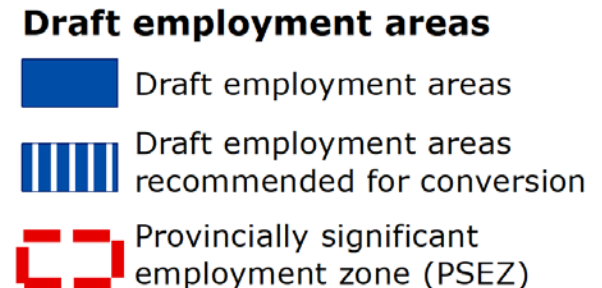 Draft employment areas
Draft employment areas
Draft employment areas
recommended for conversion
Provincially significant
employment zone (PSEZ)